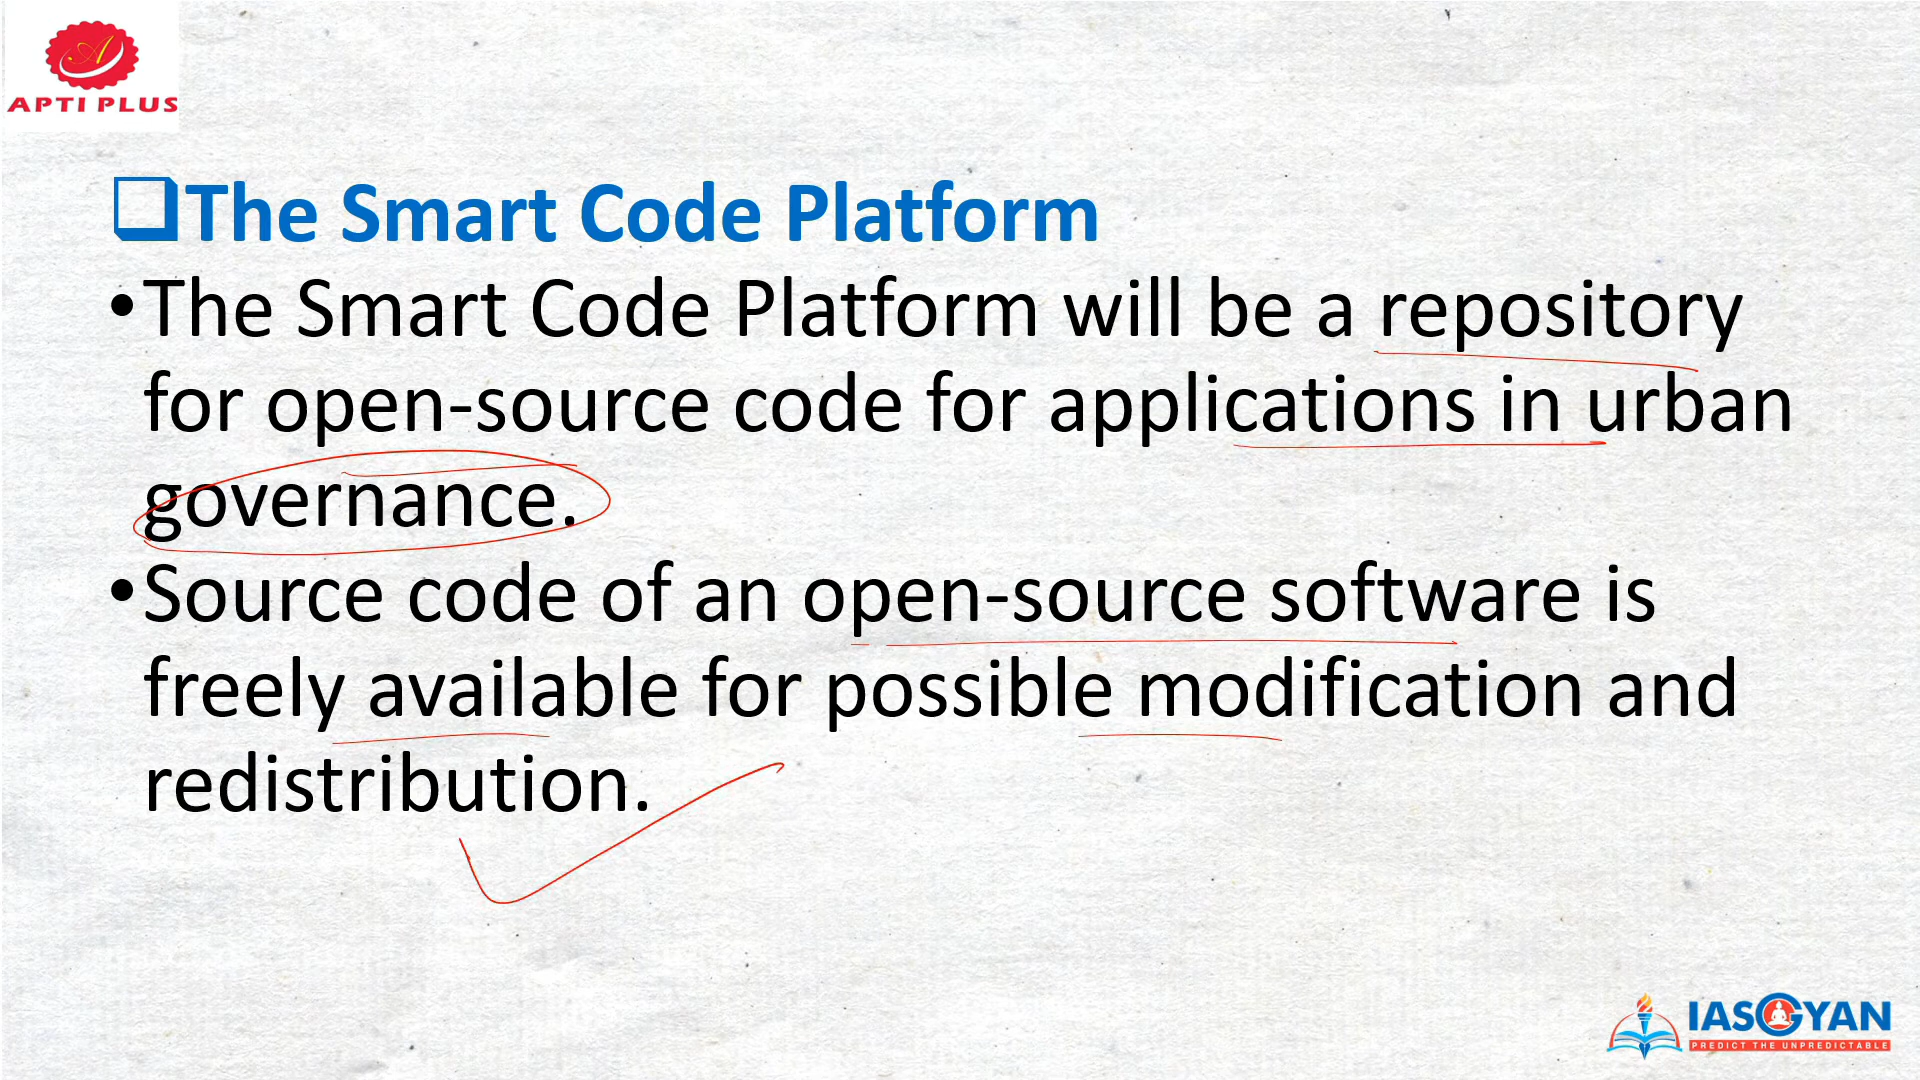 APTI PLUS
The Smart Code Platform
•The Smart Code Platform will be a repository
for open-source code for applications in urban
governance.
•Source code of an open-source software is
freely available for possible modification and
redistribution.
IASGYAN
PREDICT THE UNPREDICTABLE